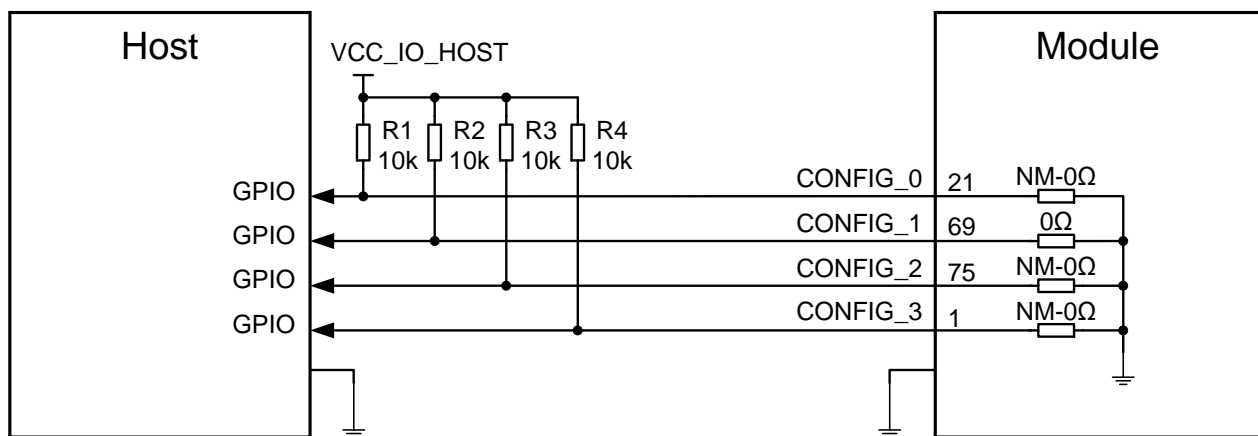 Host
Module
VCC_IO_HOST
R1 R2 R3 R4
10k 10k 10k 10k
GPIO CONFIG_0 21 NM-0Ω
GPIO CONFIG_1 69 0Ω
GPIO CONFIG_2 75 NM-0Ω
GPIO CONFIG_3 1 NM-0Ω